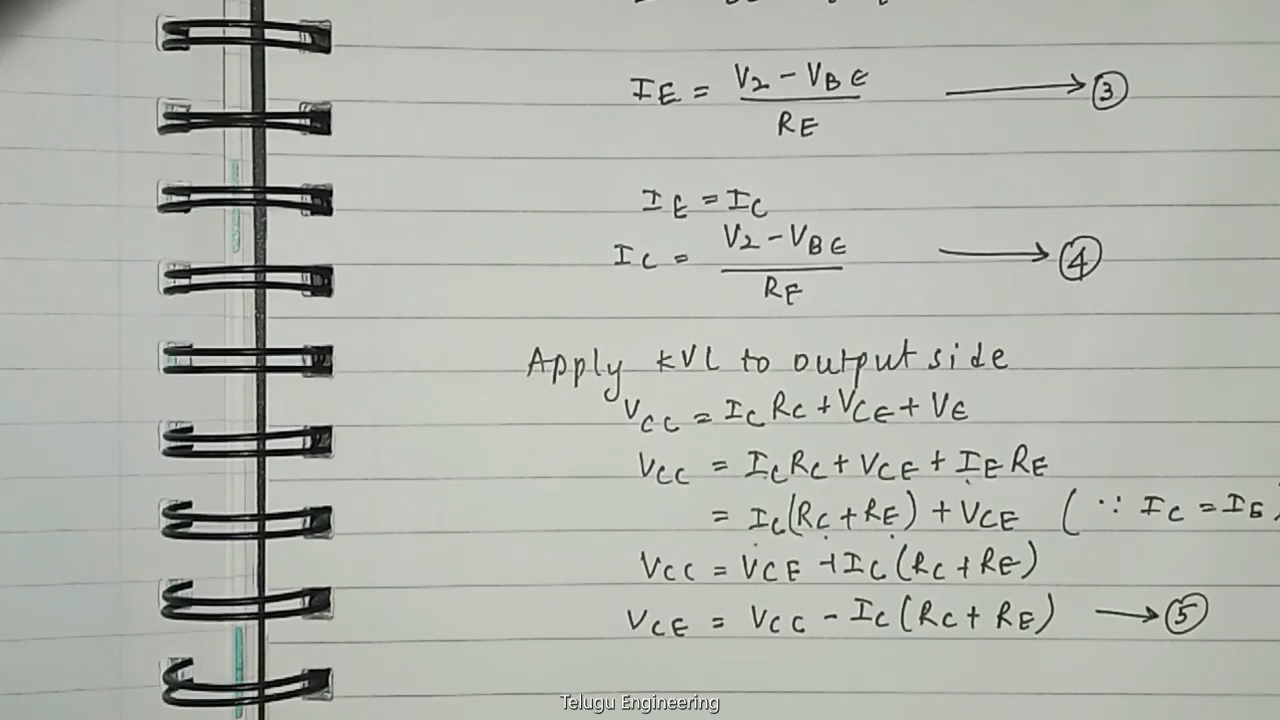 IE = V2 - VBE / RE → ③
IE = IC
IC = V2 - VBE / RE → ④
Apply KVL to output side
VCC = IC RC + VCE + VE
VCC = IC RC + VCE + IE RE
= IC(RC + RE) + VCE (∵ IC = IE)
VCC = VCE + IC(RC + RE)
VCE = VCC - IC(RC + RE) → ⑤
Telugu Engineering